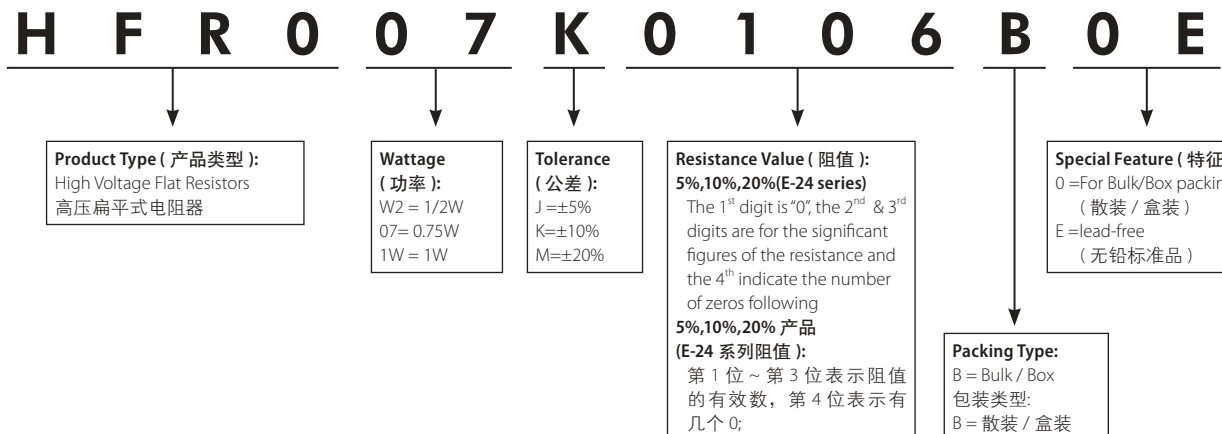 H F R 0 0 7 K 0 1 0 6 B 0 E
Product Type ( 产品类型 ):
High Voltage Flat Resistors
高压扁平式电阻器
Wattage
( 功率 ):
W2 = 1/2W
07= 0.75W
1W = 1W
Tolerance
( 公差 ):
J =±5%
K=±10%
M=±20%
Resistance Value ( 阻值 ):
5%,10%,20%(E-24 series)
The 1st digit is "0", the 2nd & 3rd
digits are for the significant
figures of the resistance and
the 4th indicate the number
of zeros following
5%,10%,20% 产品
(E-24 系列阻值 ):
第 1 位 ~ 第 3 位表示阻值
的有效数，第 4 位表示有
几个 0;
Packing Type:
B = Bulk / Box
包装类型:
B = 散装 / 盒装
Special Feature ( 特征
0 =For Bulk/Box
( 散装 / 盒装 )
E =lead-free
( 无铅标准品 )